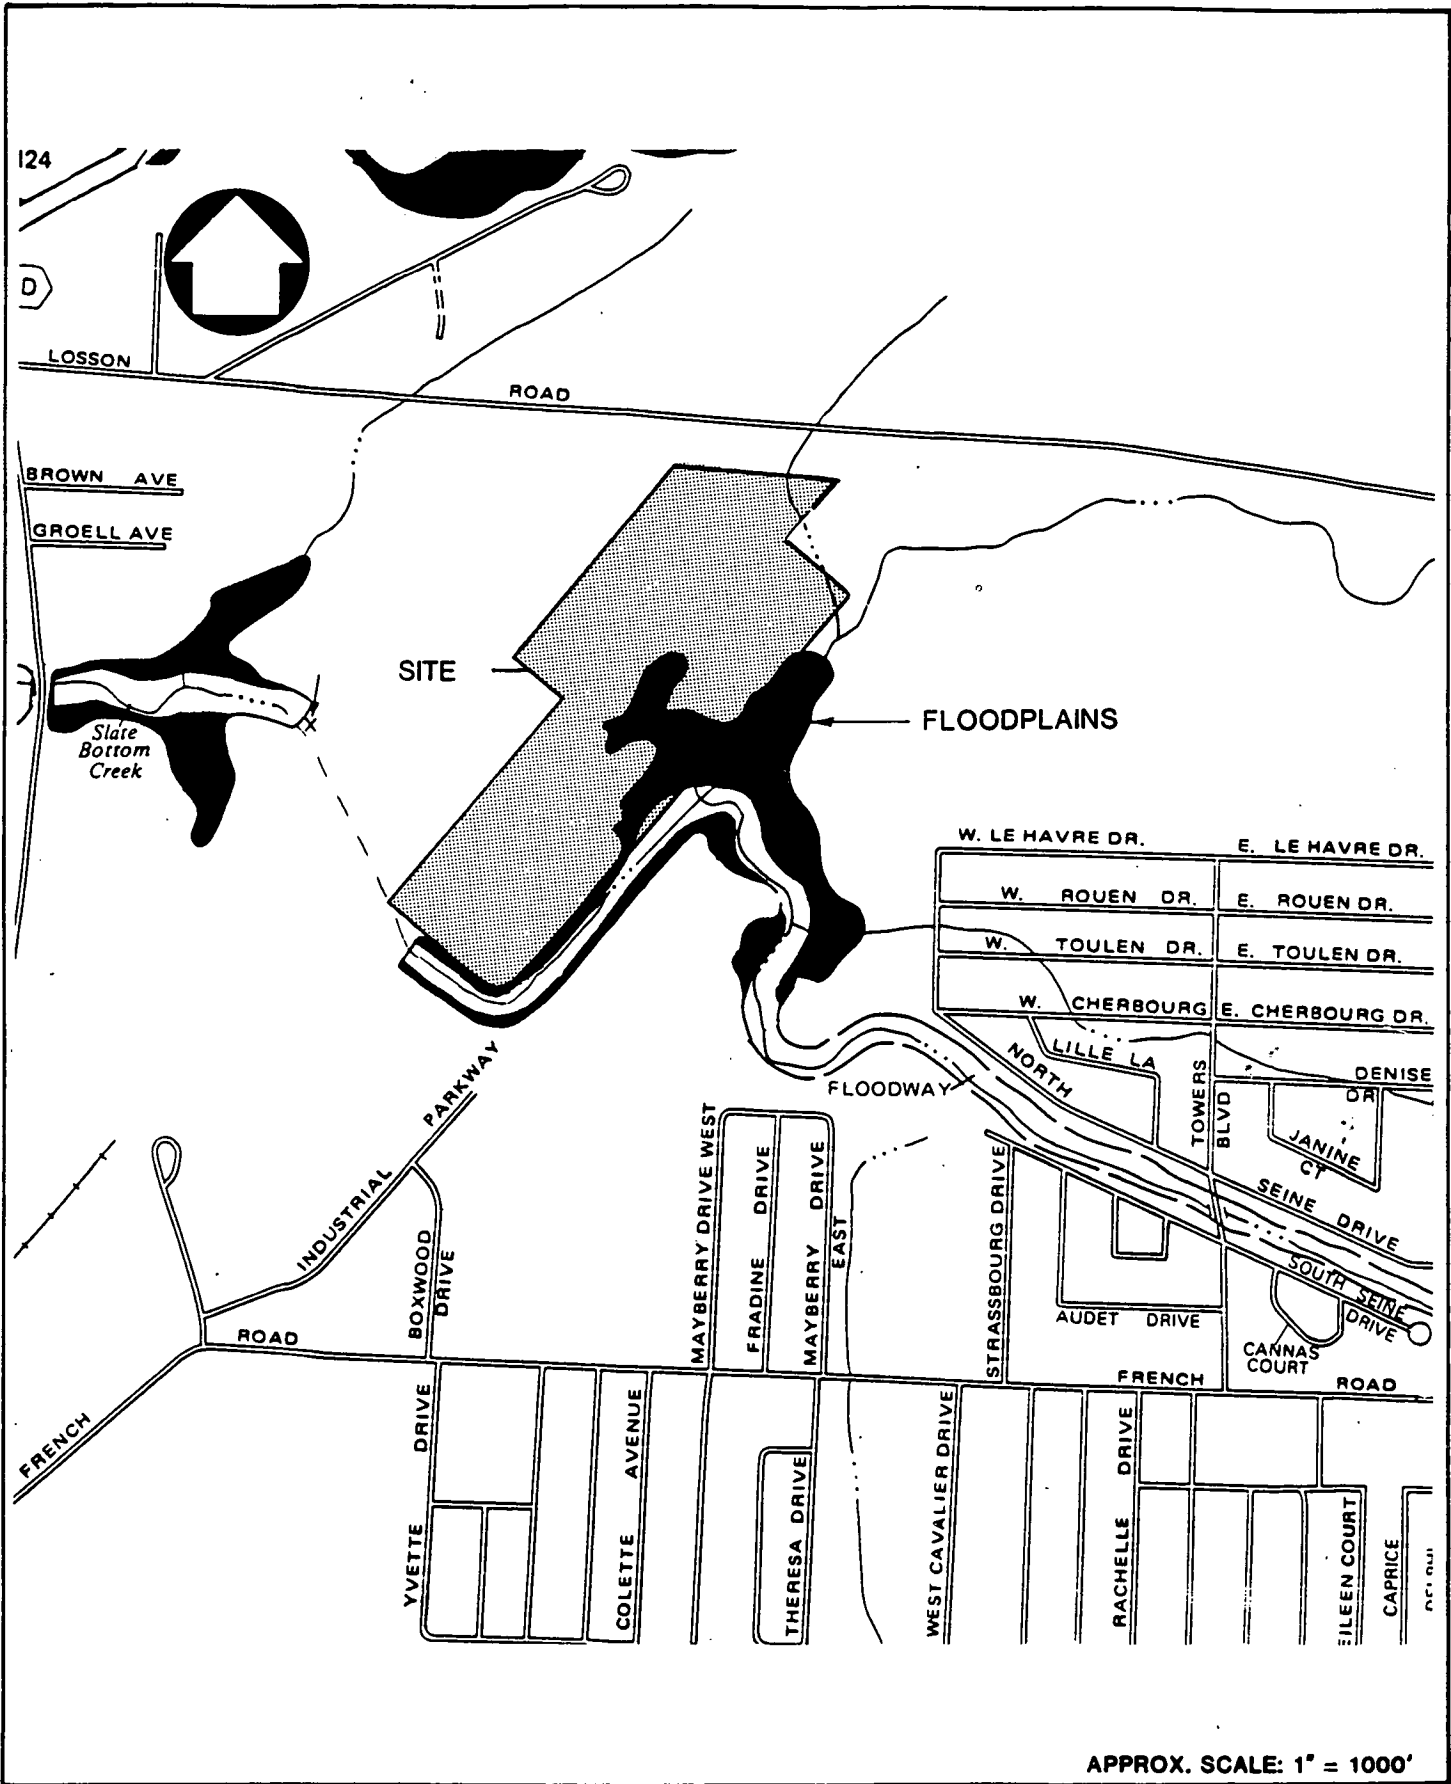 124
D
LOSSON ROAD
BROWN AVE
GROELL AVE
SITE
FLOODPLAINS
Slate
Bottom
Creek
X
W. LE HAVRE DR.
E. LE HAVRE DR.
W. ROUEN DR.
E. ROUEN DR.
W. TOULEN DR.
E. TOULEN DR.
W. CHERBOURG
E. CHERBOURG DR.
LILLE LA
NORTH
SEINE DRIVE
FLOODWAY
TOWERS
BLVD
DENISE
DR
JANINE
CT
INDUSTRIAL PARKWAY
BOXWOOD
DRIVE
MAYBERRY DRIVE WEST
FRADINE DRIVE
MAYBERRY DRIVE
EAST
STRASSBOURG DRIVE
AUDET DRIVE
SOUTH SEINE
DRIVE
CANNAS
COURT
ROAD
FRENCH
FRENCH ROAD
YVETTE DRIVE
COLETTE AVENUE
THERESA DRIVE
WEST CAVALIER DRIVE
RACHELLE DRIVE
EILEEN COURT
CAPRICE
APPROX. SCALE: 1" = 1000'